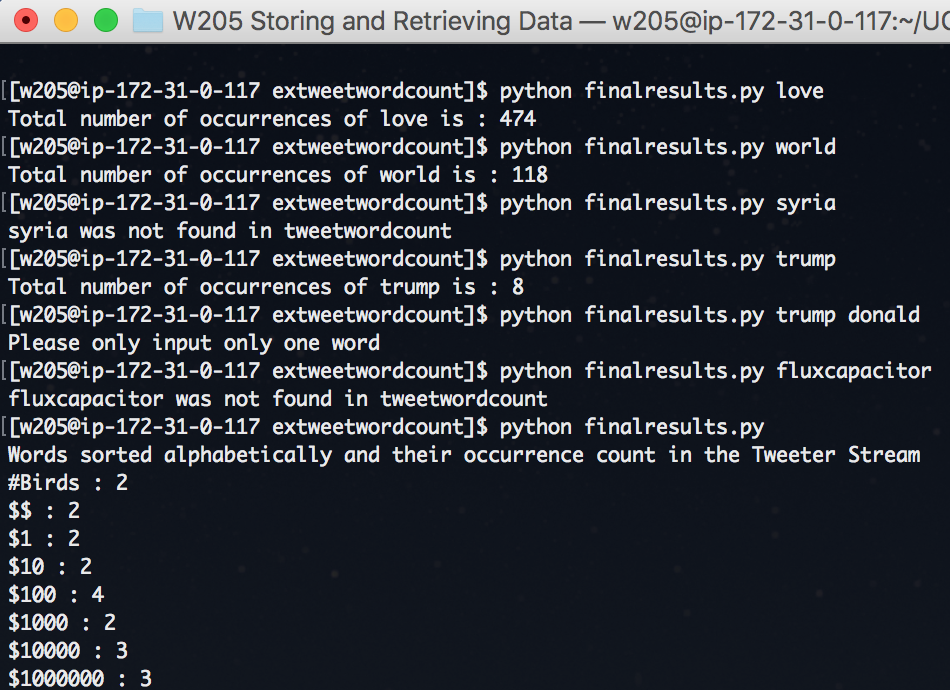 W205 Storing and Retrieving Data — w205@ip-172-31-0-117:~/UC
[[w205@ip-172-31-0-117 extweetwordcount]$ python finalresults.py love
Total number of occurrences of love is : 474
[[w205@ip-172-31-0-117 extweetwordcount]$ python finalresults.py world
Total number of occurrences of world is : 118
[[w205@ip-172-31-0-117 extweetwordcount]$ python finalresults.py syria
syria was not found in tweetwordcount
[[w205@ip-172-31-0-117 extweetwordcount]$ python finalresults.py trump
Total number of occurrences of trump is : 8
[[w205@ip-172-31-0-117 extweetwordcount]$ python finalresults.py trump donald
Please only input only one word
[[w205@ip-172-31-0-117 extweetwordcount]$ python finalresults.py fluxcapacitor
fluxcapacitor was not found in tweetwordcount
[[w205@ip-172-31-0-117 extweetwordcount]$ python finalresults.py
Words sorted alphabetically and their occurrence count in the Tweeter Stream
#Birds : 2
$$ : 2
$1 : 2
$10 : 2
$100 : 4
$1000 : 2
$10000 : 3
$1000000 : 3